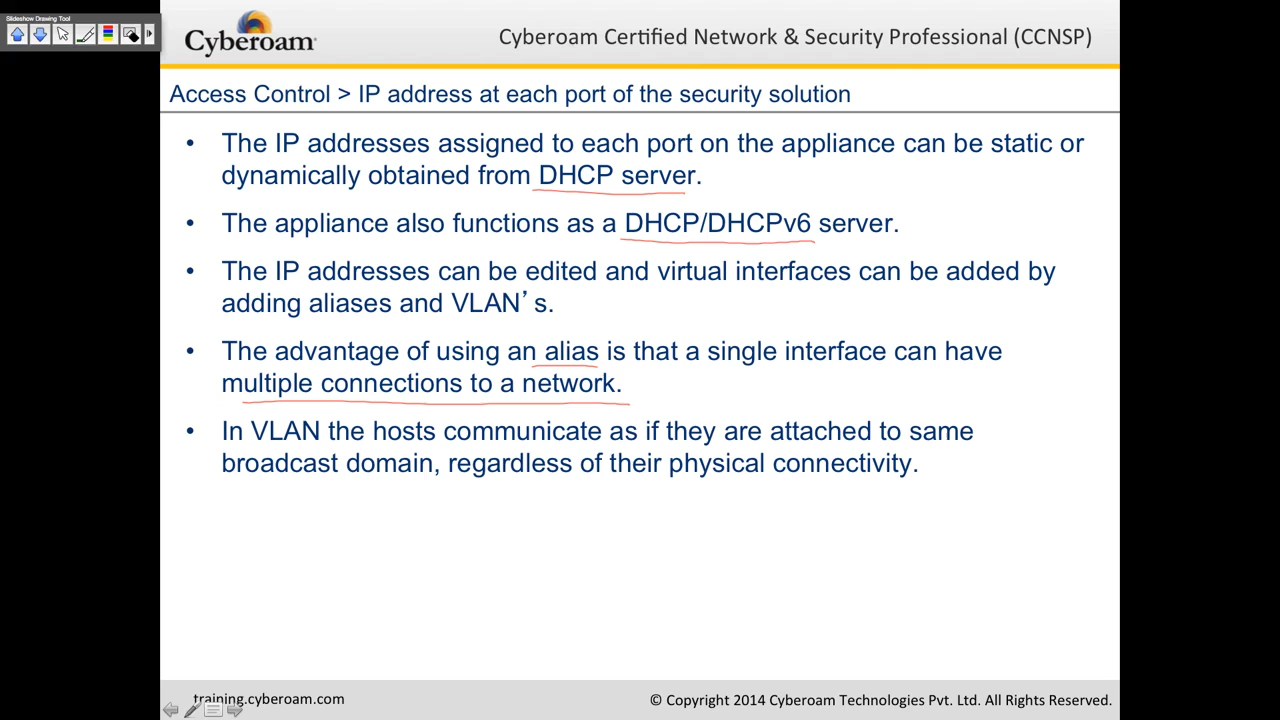 Slideshow Drawing Tool
Cyberoam
Cyberoam Certified Network & Security Professional (CCNSP)
Access Control > IP address at each port of the security solution
• The IP addresses assigned to each port on the appliance can be static or
dynamically obtained from DHCP server.
• The appliance also functions as a DHCP/DHCPv6 server.
• The IP addresses can be edited and virtual interfaces can be added by
adding aliases and VLAN’s.
• The advantage of using an alias is that a single interface can have
multiple connections to a network.
• In VLAN the hosts communicate as if they are attached to same
broadcast domain, regardless of their physical connectivity.
training.cyberoam.com
© Copyright 2014 Cyberoam Technologies Pvt. Ltd. All Rights Reserved.